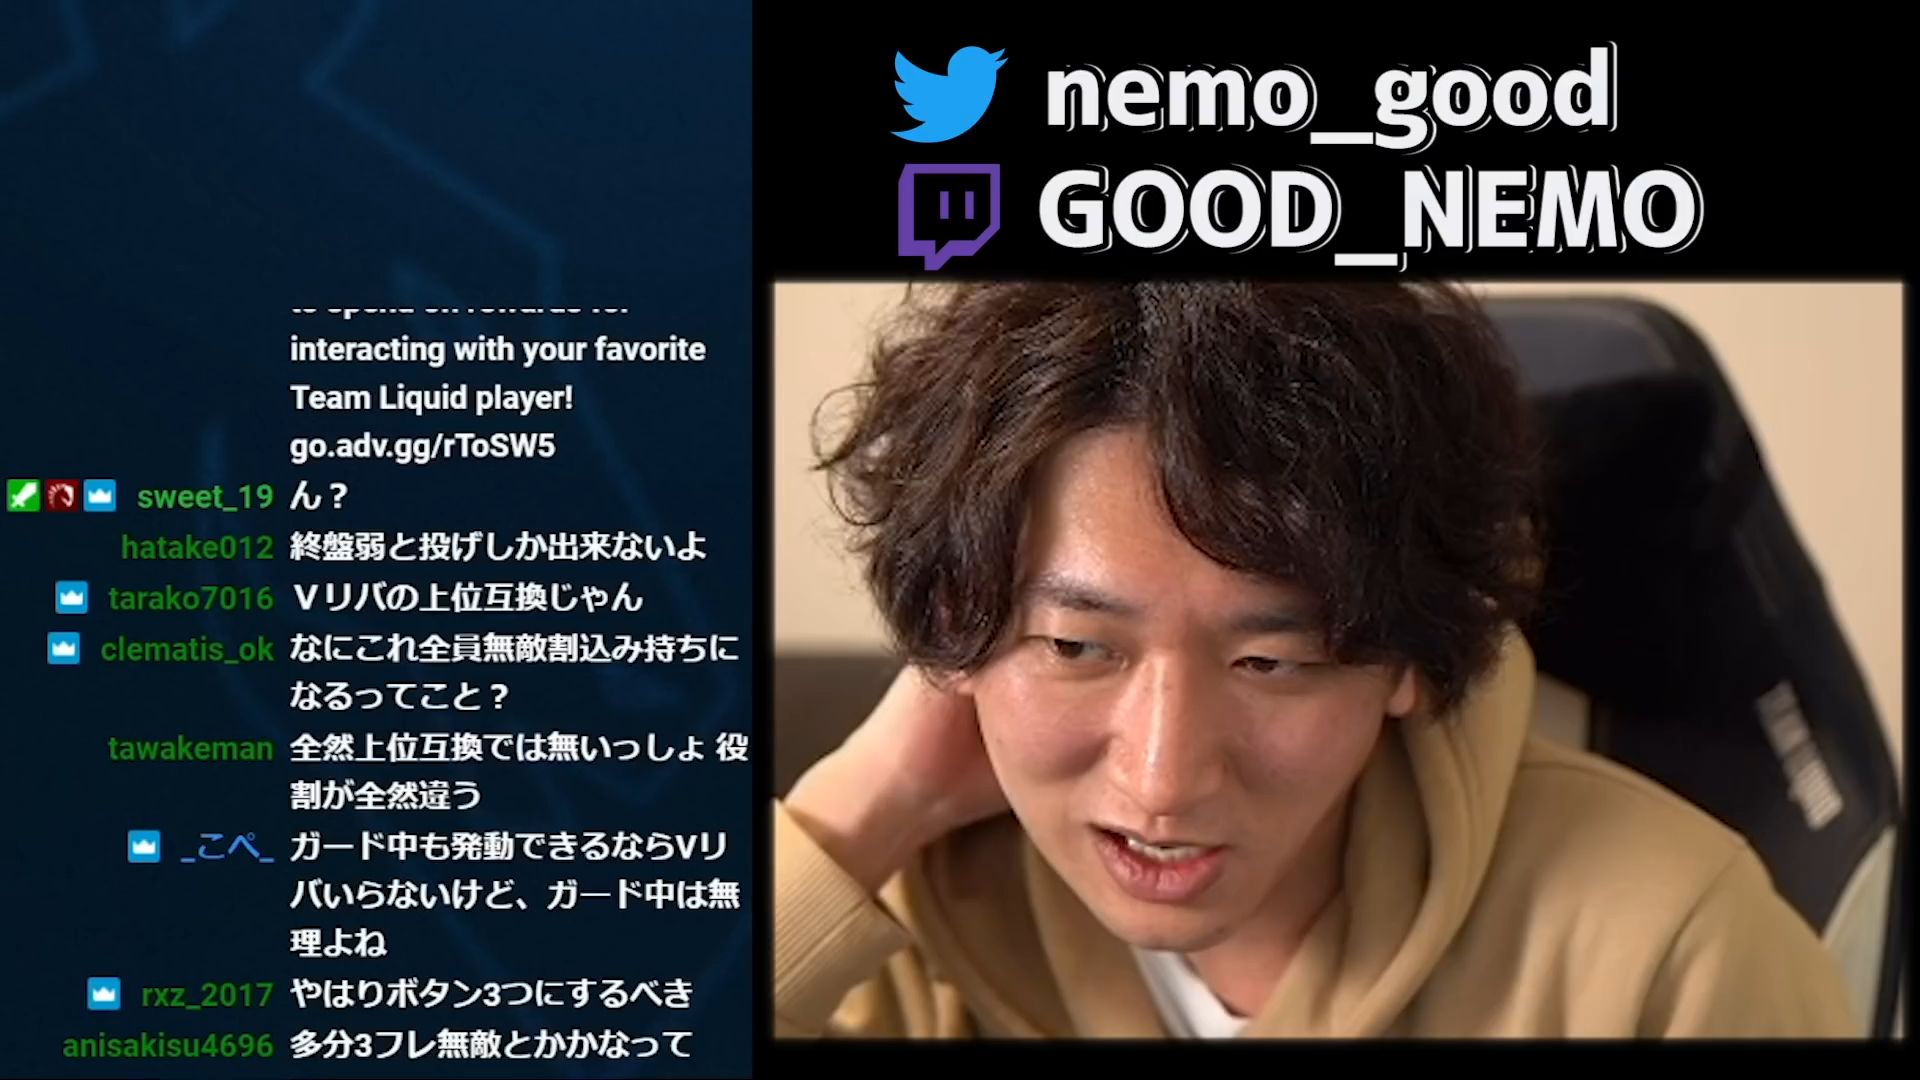 nemo_good
GOOD_NEMO
to spend on rewards for
interacting with your favorite
Team Liquid player!
go.adv.gg/rToSW5
sweet_19 ん？
hatake012 終盤弱と投げしか出来ないよ
tarako7016 Ｖリバの上位互換じゃん
clematis_ok なにこれ全員無敵割込み持ちに
なるってこと？
tawakeman 全然上位互換では無いっしょ 役
割が全然違う
_こぺ_ ガード中も発動できるならVリ
バいらないけど、ガード中は無
理よね
rxz_2017 やはりボタン3つにするべき
anisakisu4696 多分3フレ無敵とかかなって